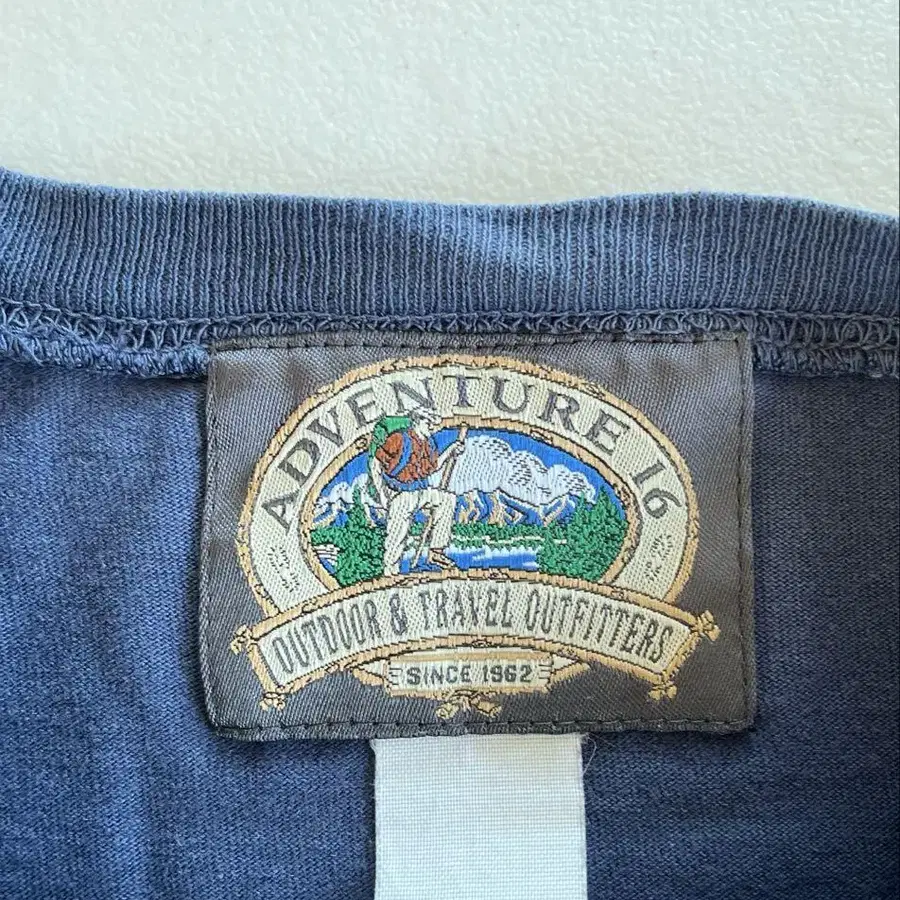 ADVENTURE 16
OUTDOOR & TRAVEL OUTFITTERS
SINCE 1962